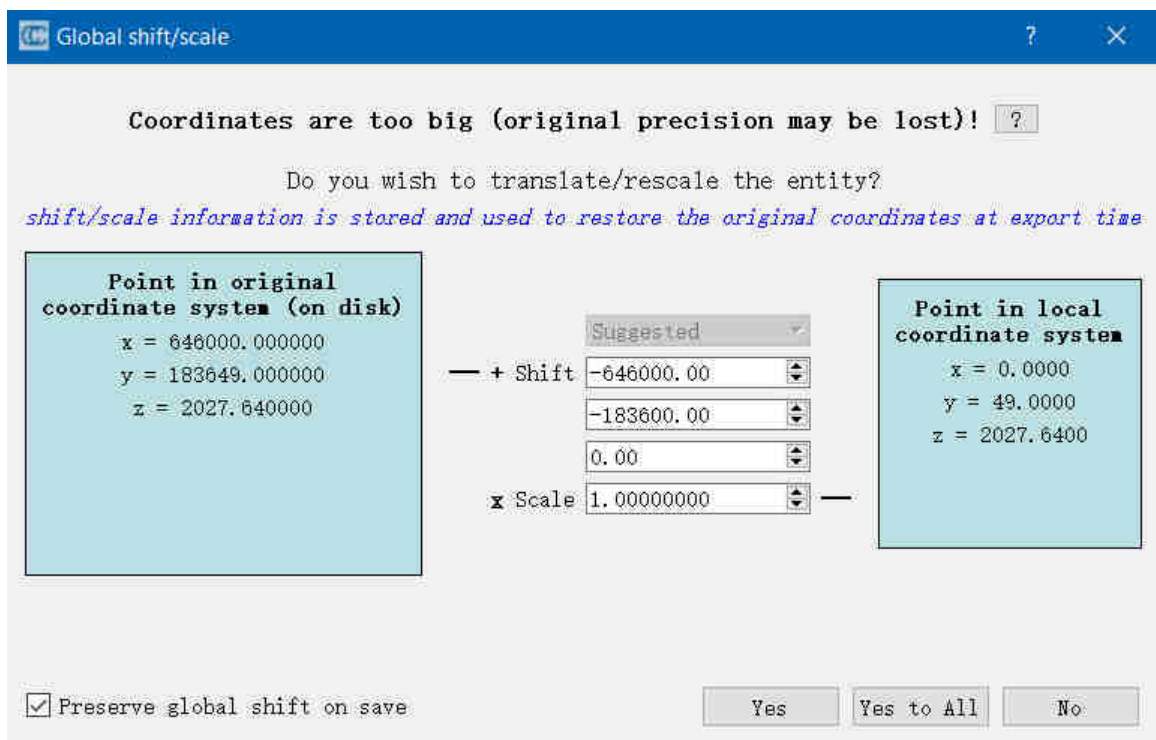 Global shift/scale
?
Coordinates are too big (original precision may be lost)! ?
Do you wish to translate/rescale the entity?
shift/scale information is stored and used to restore the original coordinates at export time
Point in original
coordinate system (on disk)
x = 646000.000000
y = 183649.000000
z = 2027.640000
Suggested
+ Shift -646000.00
-183600.00
0.00
x Scale 1.00000000
Point in local
coordinate system
x = 0.0000
y = 49.0000
z = 2027.6400
Preserve global shift on save
Yes
Yes to All
No